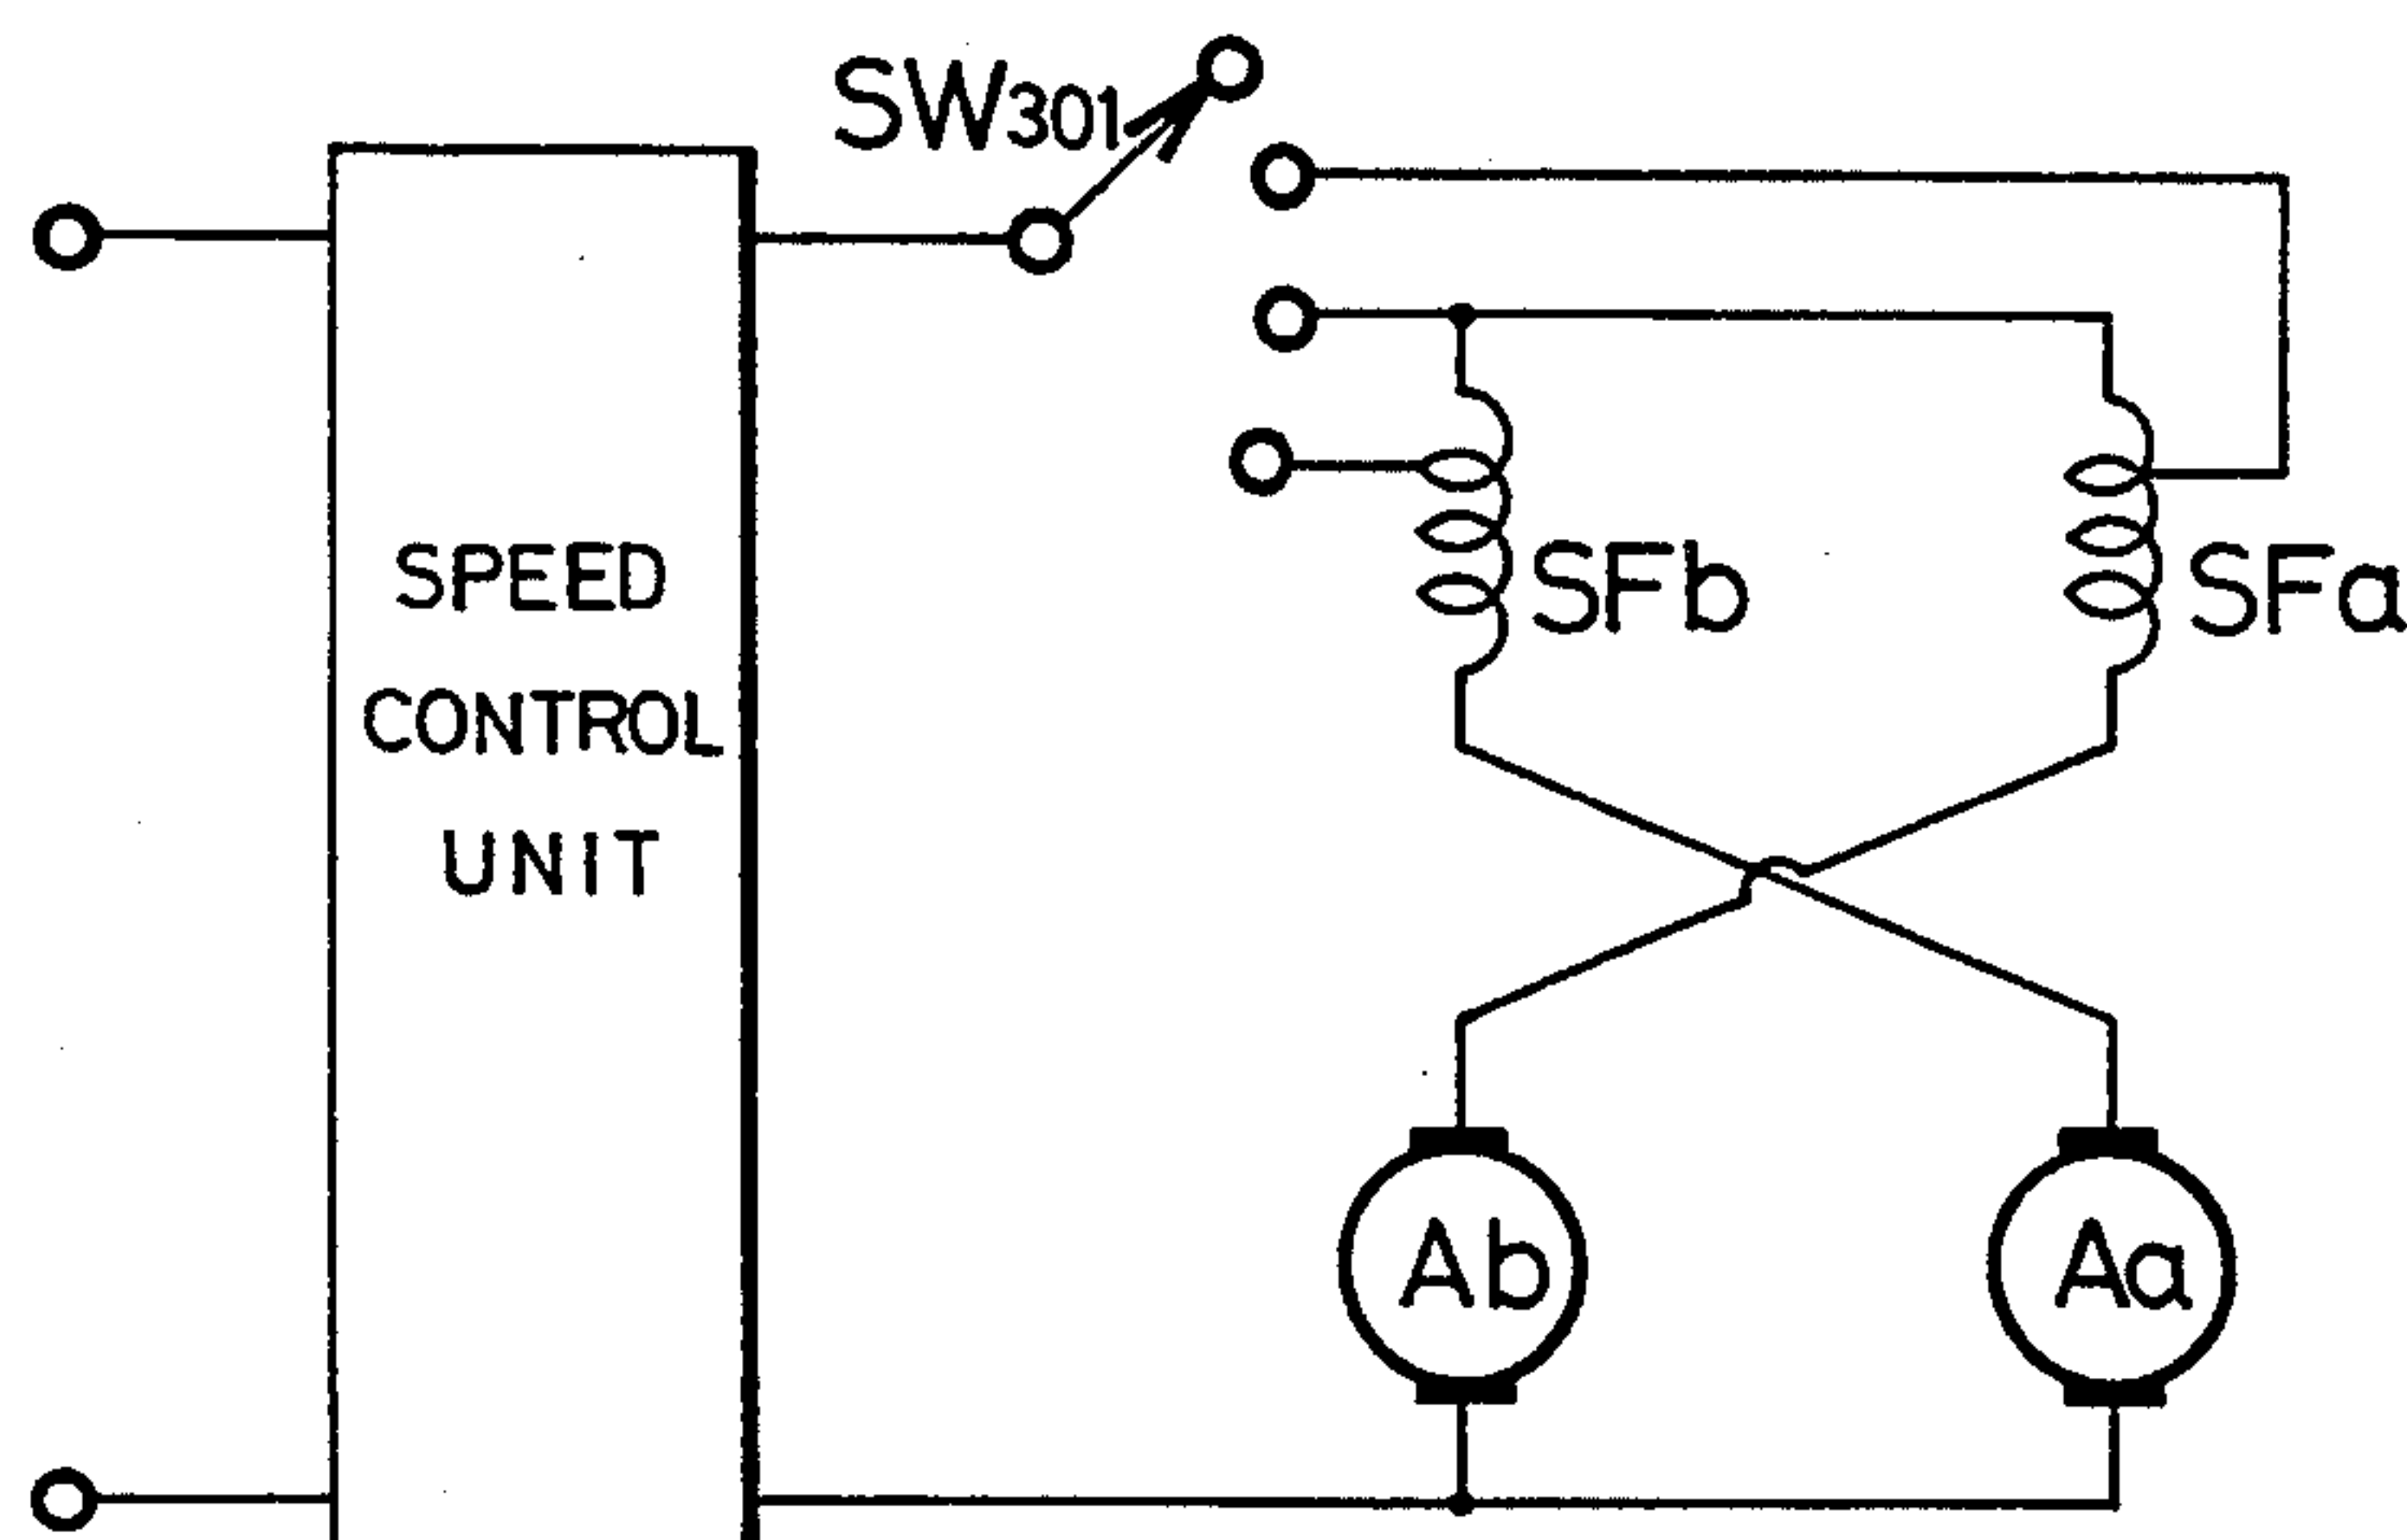 SW301
SPEED
CONTROL
UNIT
SFb
SFa
Ab
Aa